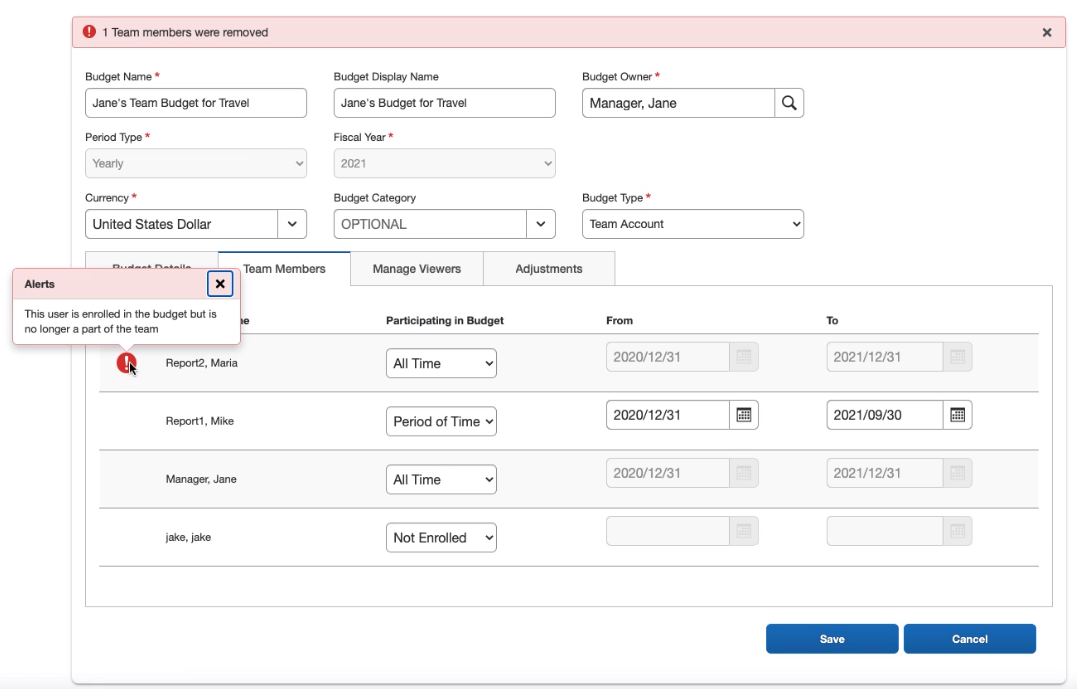 1 Team members were removed
Budget Name * Budget Display Name Budget Owner *
Jane's Team Budget for Travel Jane's Budget for Travel Manager, Jane
Period Type * Fiscal Year *
Yearly 2021
Currency * Budget Category Budget Type *
United States Dollar OPTIONAL Team Account
Team Members Manage Viewers Adjustments
Alerts
This user is enrolled in the budget but is
no longer a part of the team
Participating in Budget From To
Report2, Maria All Time 2020/12/31 2021/12/31
Report1, Mike Period of Time 2020/12/31 2021/09/30
Manager, Jane All Time 2020/12/31 2021/12/31
jake, jake Not Enrolled
Save Cancel